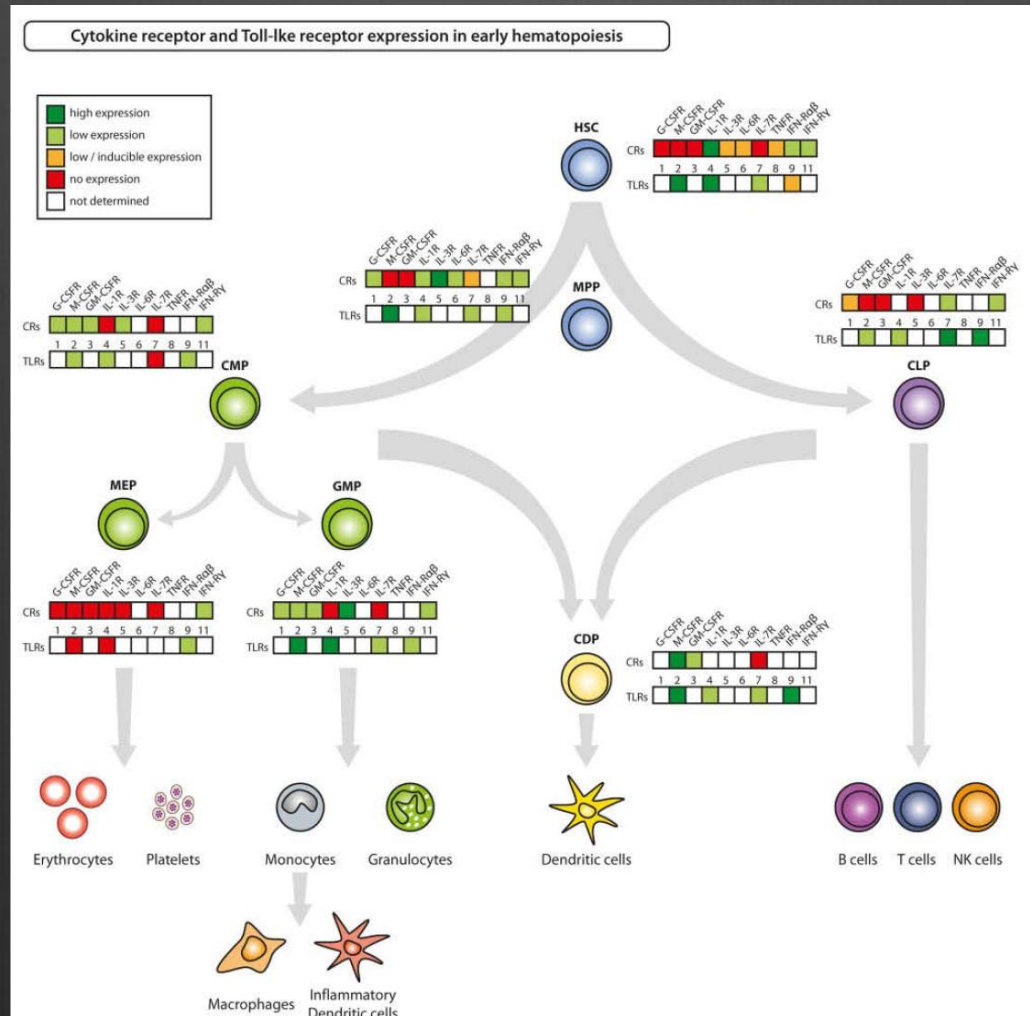 Cytokine receptor and Toll-lke receptor expression in early hematopoiesis
high expression
low expression
low / inducible expression
no expression
not determined
HSC
G-CSFR M-CSFR GM-CSFR IL-1R IL-3R IL-6R IL-7R TNFR IFN-Rαβ IFN-Rγ
CRs
1 2 3 4 5 6 7 8 9 11
TLRs
G-CSFR M-CSFR GM-CSFR IL-1R IL-3R IL-6R IL-7R TNFR IFN-Rαβ IFN-Rγ
CRs
1 2 3 4 5 6 7 8 9 11
TLRs
MPP
G-CSFR M-CSFR GM-CSFR IL-1R IL-3R IL-6R IL-7R TNFR IFN-Rαβ IFN-Rγ
CRs
1 2 3 4 5 6 7 8 9 11
TLRs
CMP
G-CSFR M-CSFR GM-CSFR IL-1R IL-3R IL-6R IL-7R TNFR IFN-Rαβ IFN-Rγ
CRs
1 2 3 4 5 6 7 8 9 11
TLRs
CLP
MEP
G-CSFR M-CSFR GM-CSFR IL-1R IL-3R IL-6R IL-7R TNFR IFN-Rαβ IFN-Rγ
CRs
1 2 3 4 5 6 7 8 9 11
TLRs
GMP
G-CSFR M-CSFR GM-CSFR IL-1R IL-3R IL-6R IL-7R TNFR IFN-Rαβ IFN-Rγ
CRs
1 2 3 4 5 6 7 8 9 11
TLRs
CDP
G-CSFR M-CSFR GM-CSFR IL-1R IL-3R IL-6R IL-7R TNFR IFN-Rαβ IFN-Rγ
CRs
1 2 3 4 5 6 7 8 9 11
TLRs
Erythrocytes
Platelets
Monocytes
Granulocytes
Dendritic cells
B cells
T cells
NK cells
Macrophages
Inflammatory
Dendritic cells